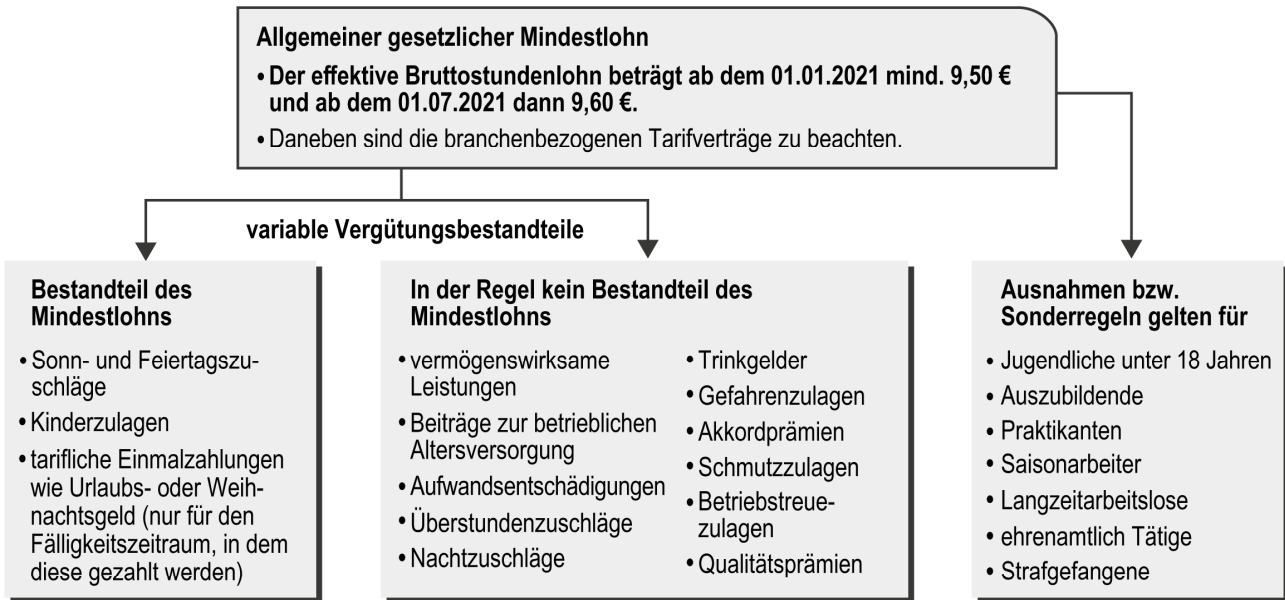 Allgemeiner gesetzlicher Mindestlohn
• Der effektive Bruttostundenlohn beträgt ab dem 01.01.2021 mind. 9,50 €
und ab dem 01.07.2021 dann 9,60 €.
• Daneben sind die branchenbezogenen Tarifverträge zu beachten.
variable Vergütungsbestandteile
Bestandteil des
Mindestlohns
• Sonn- und Feiertagszu-
schläge
• Kinderzulagen
• tarifliche Einmalzahlungen
wie Urlaubs- oder Weih-
nachtsgeld (nur für den
Fälligkeitszeitraum, in dem
diese gezahlt werden)
In der Regel kein Bestandteil des
Mindestlohns
• vermögenswirksame
Leistungen
• Beiträge zur betrieblichen
Altersversorgung
• Aufwandsentschädigungen
• Überstundenzuschläge
• Nachtzuschläge
• Trinkgelder
• Gefahrenzulagen
• Akkordprämien
• Schmutzzulagen
• Betriebstreue-
zulagen
• Qualitätsprämien
Ausnahmen bzw.
Sonderregeln gelten für
• Jugendliche unter 18 Jahren
• Auszubildende
• Praktikanten
• Saisonarbeiter
• Langzeitarbeitslose
• ehrenamtlich Tätige
• Strafgefangene